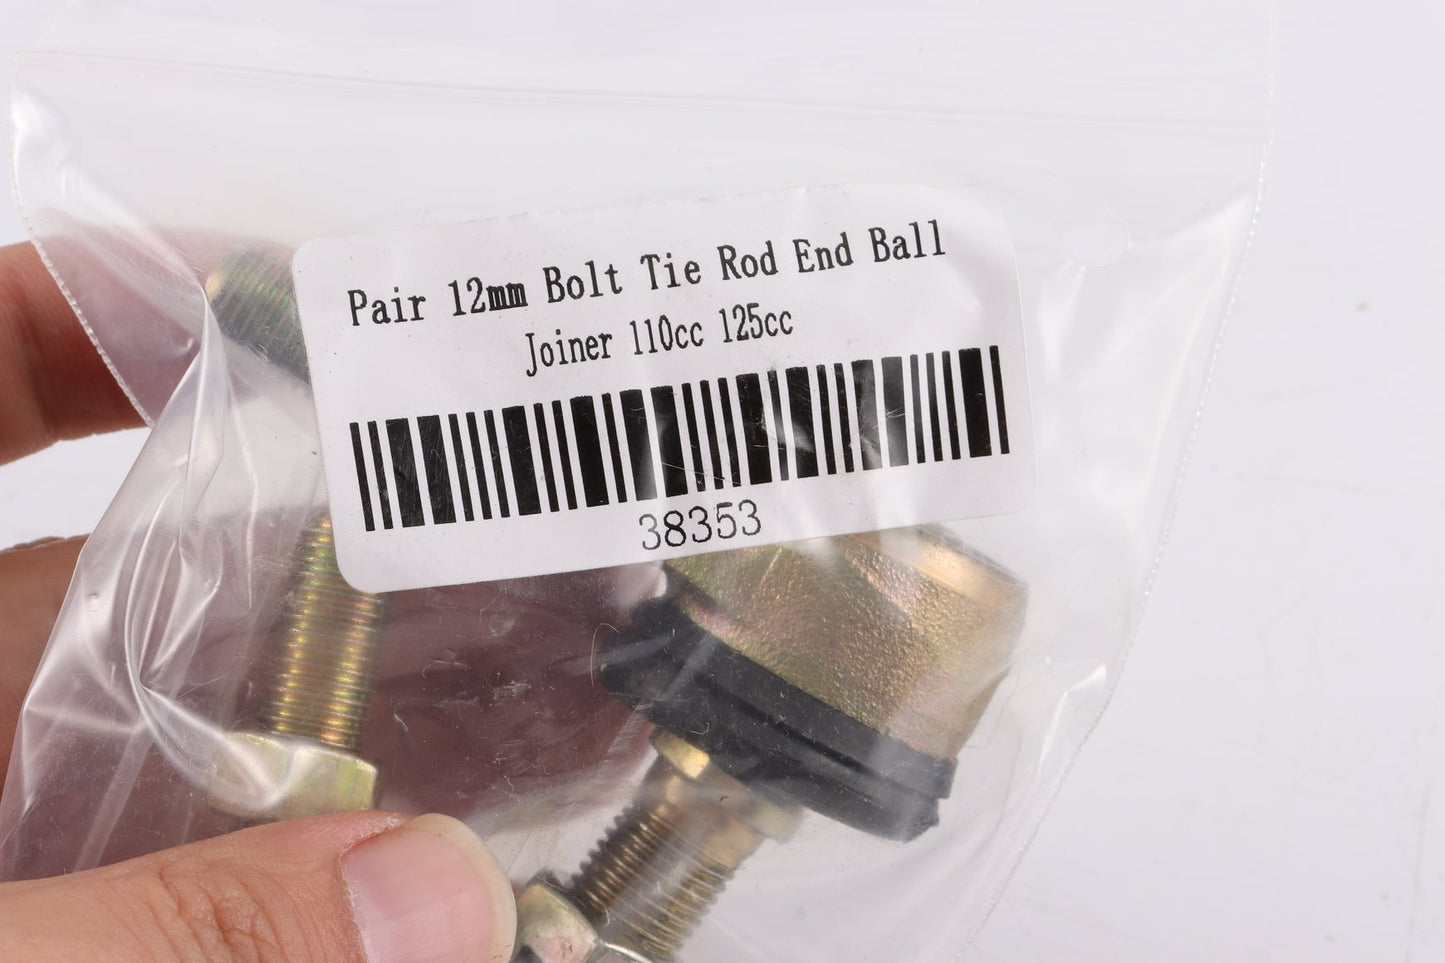 Pair 12mm Bolt Tie Rod End Ball
Joiner 110cc 125cc
38353